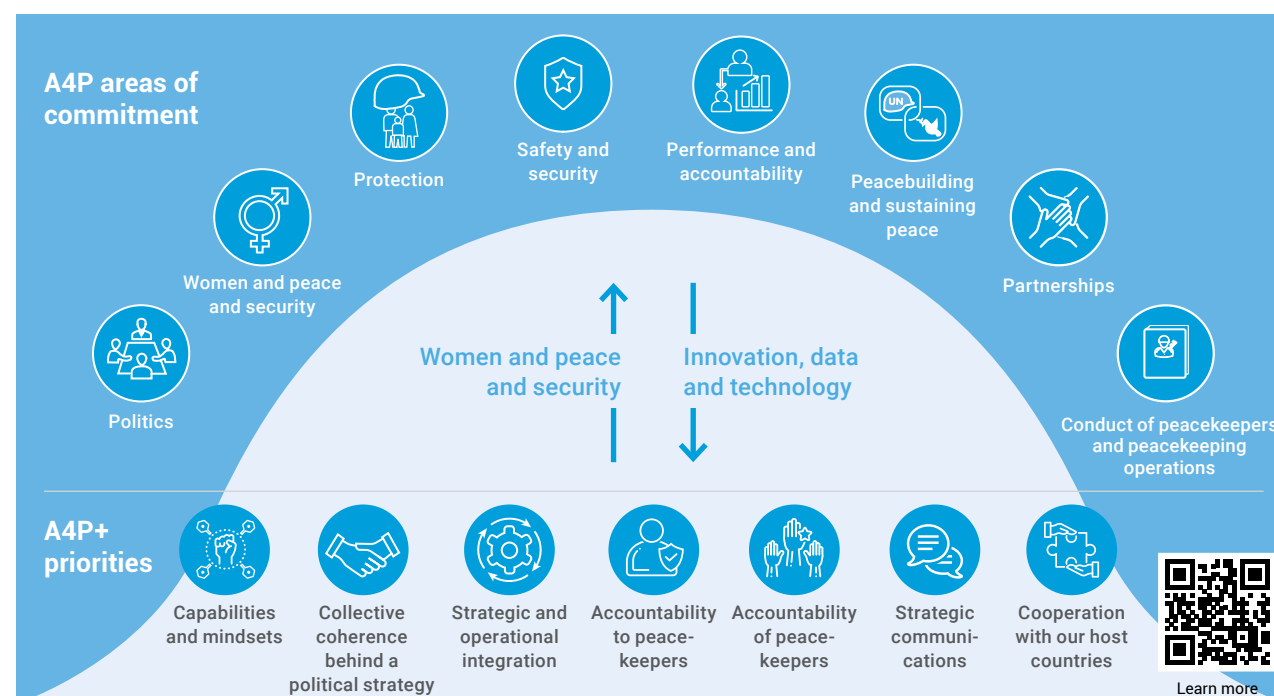 A4P areas of
commitment
Politics
Women and peace
and security
Protection
Safety and
security
Performance and
accountability
UN
Peacebuilding
and sustaining
peace
Partnerships
Conduct of peacekeepers
and peacekeeping
operations
Women and peace
and security
Innovation, data
and technology
A4P+
priorities
Capabilities
and mindsets
Collective
coherence
behind a
political strategy
Strategic and
operational
integration
Accountability
to peace-
keepers
Accountability
of peace-
keepers
Strategic
communi-
cations
Cooperation
with our host
countries
Learn more